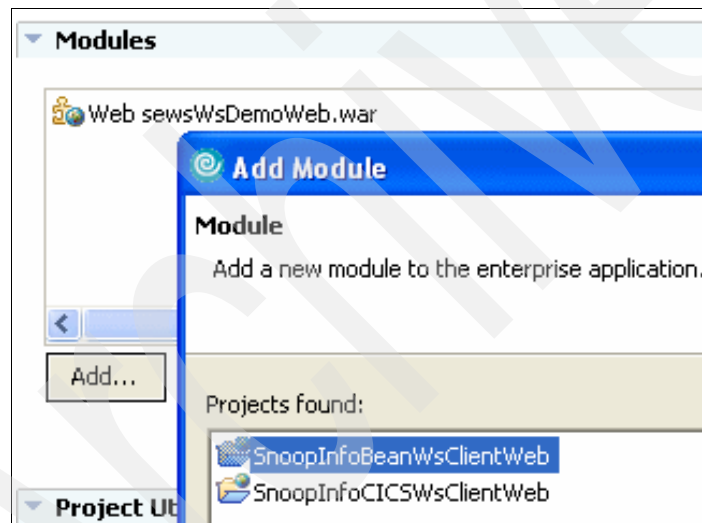 Modules
Web sewsWsDemoWeb.war
Add Module
Module
Add a new module to the enterprise application.
Add...
Projects found:
SnoopInfoBeanWsClientWeb
SnoopInfoCICSWsClientWeb
Project Ut